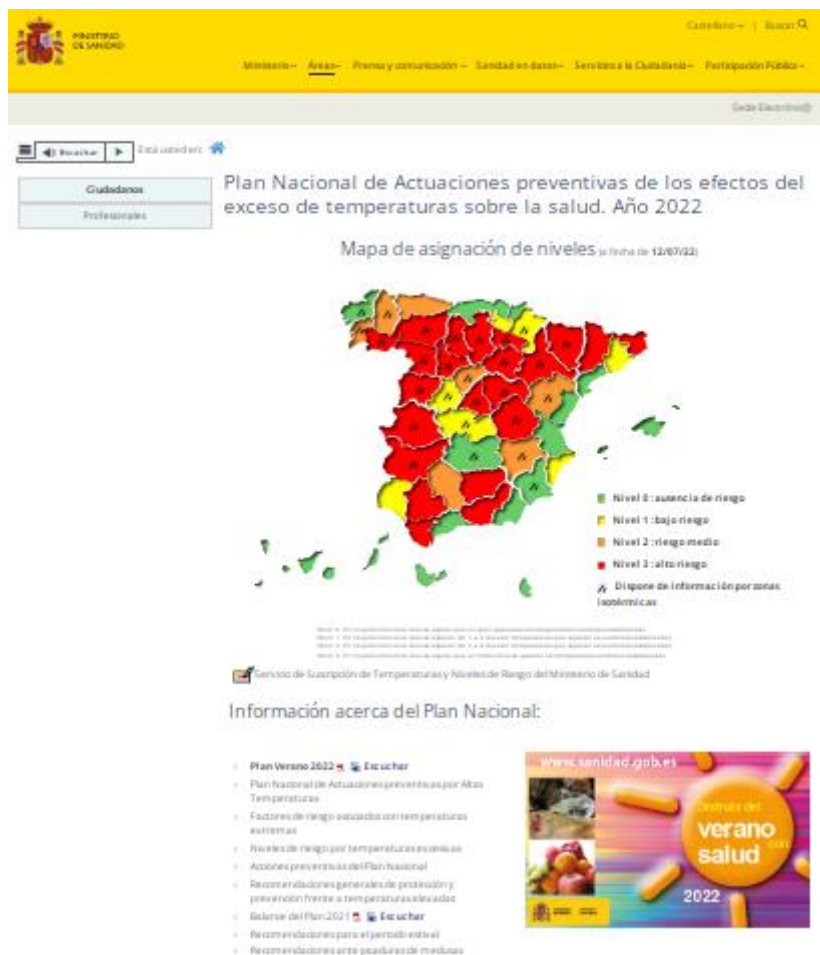 MINISTERIO
DE SANIDAD
Castellano | Buscar
Ministerio Áreas Prensa y comunicación Sanidad en datos Servicios a la Ciudadanía Participación Pública
Sede Electrónica
Escuchar Está usted en:
Ciudadanos
Profesionales
Plan Nacional de Actuaciones preventivas de los efectos del
exceso de temperaturas sobre la salud. Año 2022
Mapa de asignación de niveles (a fecha de 12/07/22)
Nivel 0: ausencia de riesgo
Nivel 1: bajo riesgo
Nivel 2: riesgo medio
Nivel 3: alto riesgo
Dispone de información por zonas
isotérmicas
Servicio de Suscripción de Temperaturas y Niveles de Riesgo del Ministerio de Sanidad
Información acerca del Plan Nacional:
Plan Verano 2022 Escuchar
Plan Nacional de Actuaciones preventivas por Altas
Temperaturas
Factores de riesgo asociados con temperaturas
extremas
Niveles de riesgo por temperaturas excesivas
Acciones preventivas del Plan Nacional
Recomendaciones generales de protección y
prevención frente a temperaturas elevadas
Balance del Plan 2021 Escuchar
Recomendaciones para el periodo estival
Recomendaciones ante picaduras de medusas
www.sanidad.gob.es
Disfruta del
verano
con
salud
2022